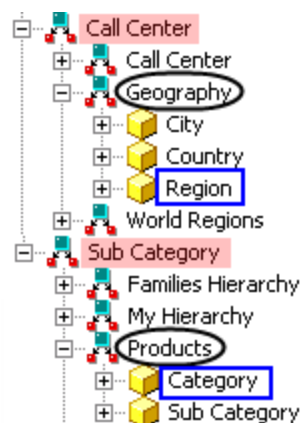 Call Center
Call Center
Geography
City
Country
Region
World Regions
Sub Category
Families Hierarchy
My Hierarchy
Products
Category
Sub Category